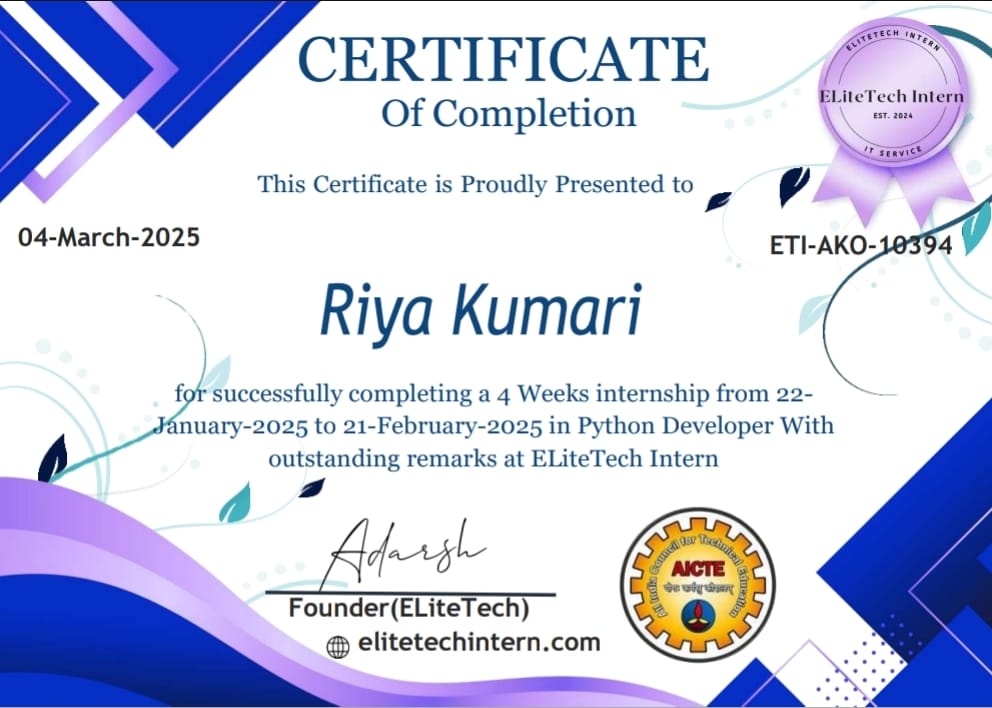 CERTIFICATE
Of Completion
ELITETECH INTERN
ELiteTech Intern
EST. 2024
IT SERVICE
This Certificate is Proudly Presented to
04-March-2025
ETI-AKO-10394
Riya Kumari
for successfully completing a 4 Weeks internship from 22-
January-2025 to 21-February-2025 in Python Developer With
outstanding remarks at ELiteTech Intern
Adarsh
Founder(ELiteTech)
elitetechintern.com
All India Council for Technical Education
AICTE
योगः कर्मसु कौशलम्